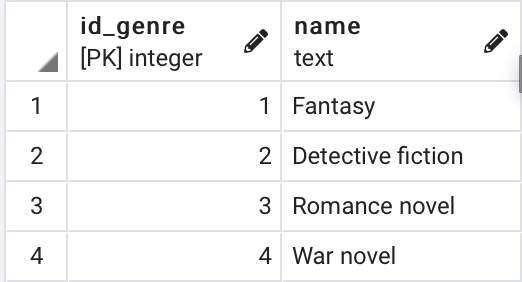 id_genre name
[PK] integer text
1 1 Fantasy
2 2 Detective fiction
3 3 Romance novel
4 4 War novel